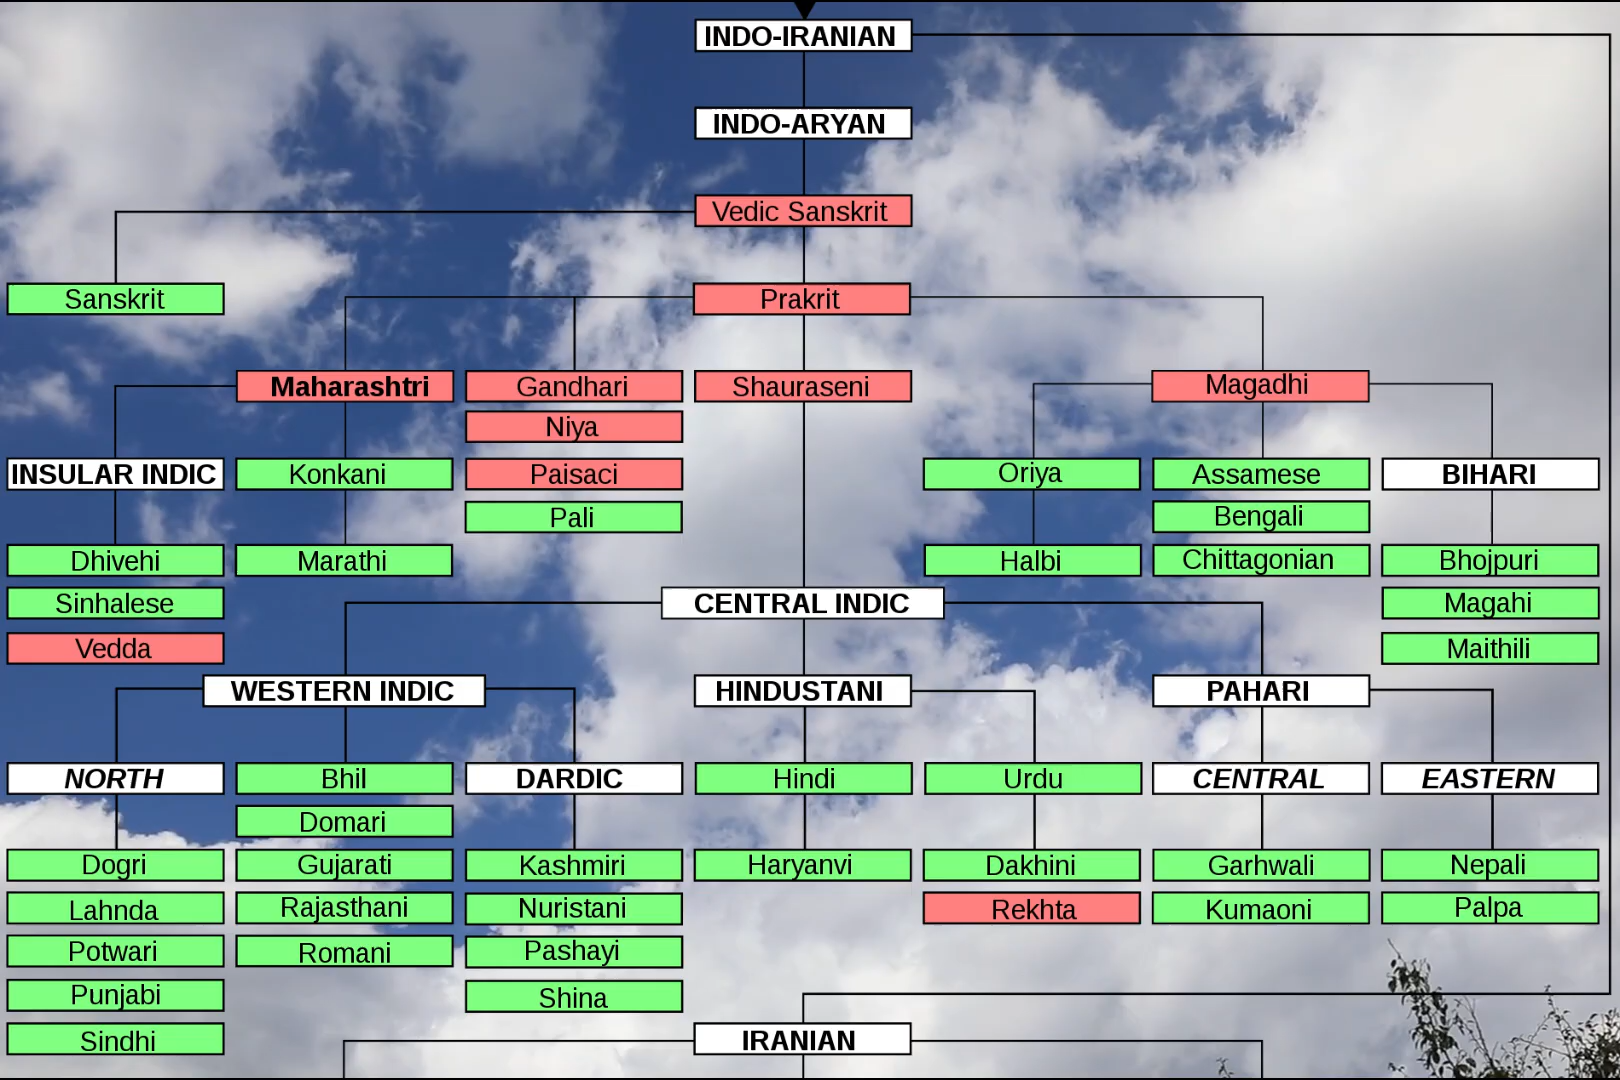 INDO-IRANIAN
INDO-ARYAN
Vedic Sanskrit
Sanskrit
Prakrit
Maharashtri
Gandhari
Shauraseni
Magadhi
Niya
INSULAR INDIC
Konkani
Paisaci
Oriya
Assamese
BIHARI
Pali
Bengali
Dhivehi
Marathi
Halbi
Chittagonian
Bhojpuri
Sinhalese
CENTRAL INDIC
Magahi
Vedda
Maithili
WESTERN INDIC
HINDUSTANI
PAHARI
NORTH
Bhil
DARDIC
Hindi
Urdu
CENTRAL
EASTERN
Domari
Dogri
Gujarati
Kashmiri
Haryanvi
Dakhini
Garhwali
Nepali
Lahnda
Rajasthani
Nuristani
Rekhta
Kumaoni
Palpa
Potwari
Romani
Pashayi
Punjabi
Shina
Sindhi
IRANIAN